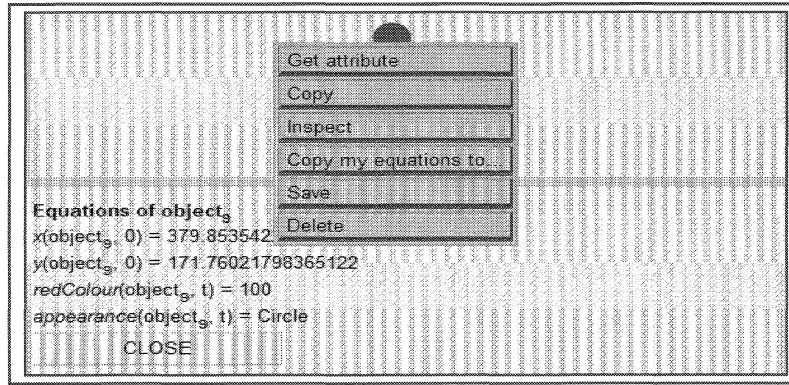 Get attribute
Copy
Inspect
Copy my equations to...
Save
Delete
Equations of object₉
x(object₉, 0) = 379.853542
y(object₉, 0) = 171.76021798365122
redColour(object₉, t) = 100
appearance(object₉, t) = Circle
CLOSE